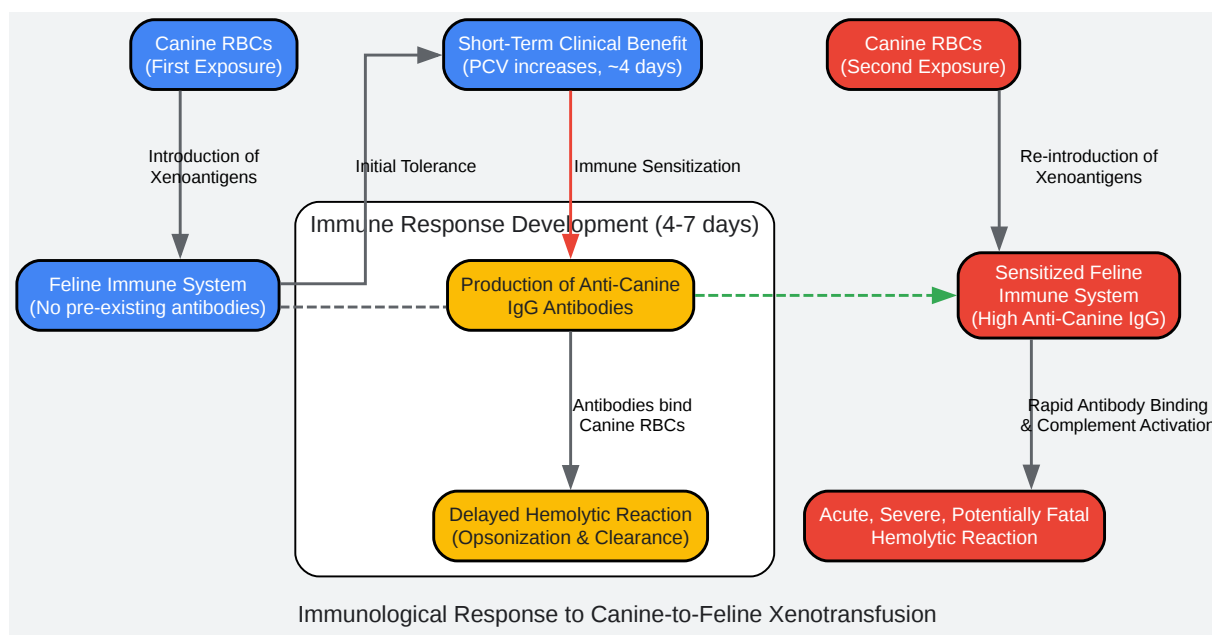 Canine RBCs
(First Exposure)
Short-Term Clinical Benefit
(PCV increases, ~4 days)
Canine RBCs
(Second Exposure)
Introduction of
Xenoantigens
Initial Tolerance
Immune Sensitization
Re-introduction of
Xenoantigens
Immune Response Development (4-7 days)
Feline Immune System
(No pre-existing antibodies)
Production of Anti-Canine
IgG Antibodies
Sensitized Feline
Immune System
(High Anti-Canine IgG)
Antibodies bind
Canine RBCs
Rapid Antibody Binding
& Complement Activation
Delayed Hemolytic Reaction
(Opsonization & Clearance)
Acute, Severe, Potentially Fatal
Hemolytic Reaction
Immunological Response to Canine-to-Feline Xenotransfusion